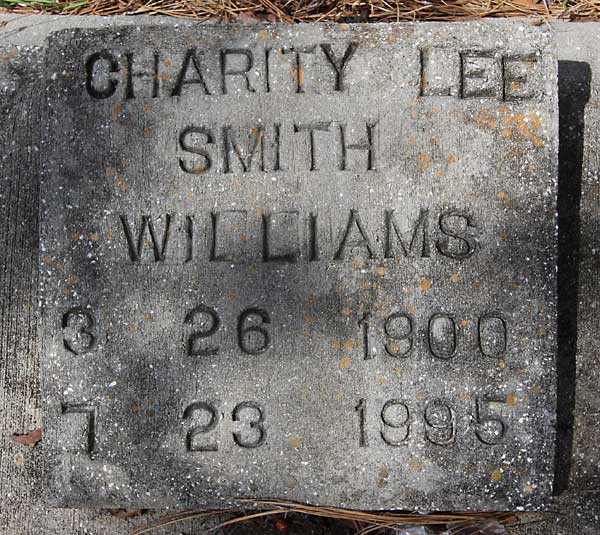 CHARITY LEE
SMITH
WILLIAMS
3 26 1900
7 23 1995